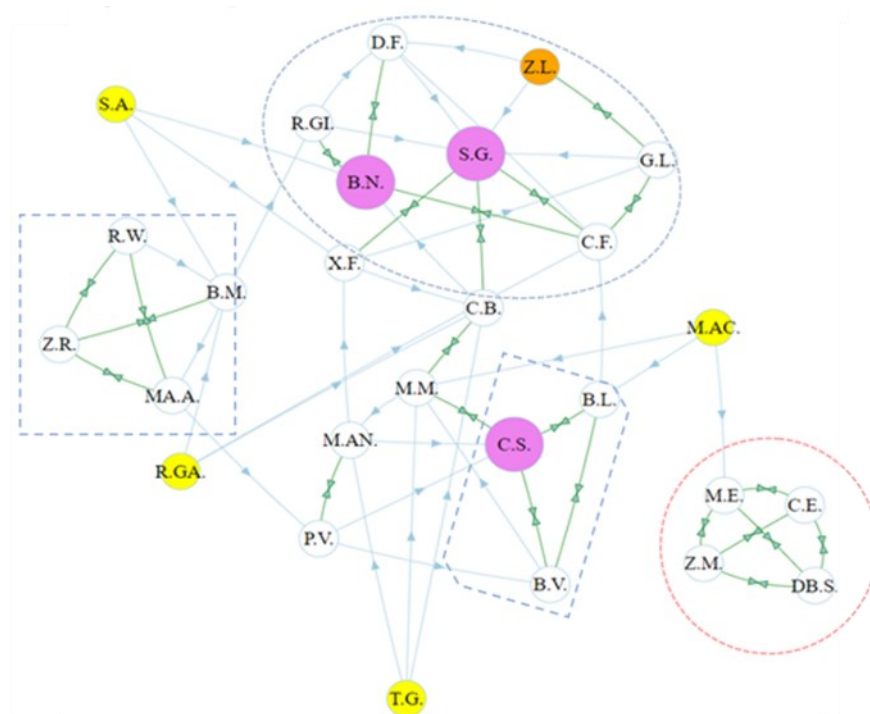 D.F.
Z.L.
S.A.
R.GI.
S.G.
G.L.
B.N.
R.W.
C.F.
X.F.
B.M.
C.B.
M.AC.
Z.R.
M.M.
MA.A.
B.L.
M.AN.
C.S.
R.GA.
M.E.
C.E.
P.V.
Z.M.
B.V.
DB.S.
T.G.